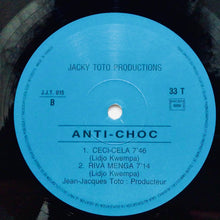 JACKY TOTO PRODUCTIONS
J.J.T. 015
B
33 T
ANTI-CHOC
1. CECI-CELA 7'46
(Lidjo Kwempa)
2. RIVA MENGA 7'14
(Lidjo Kwempa)
Jean-Jacques Toto : Producteur